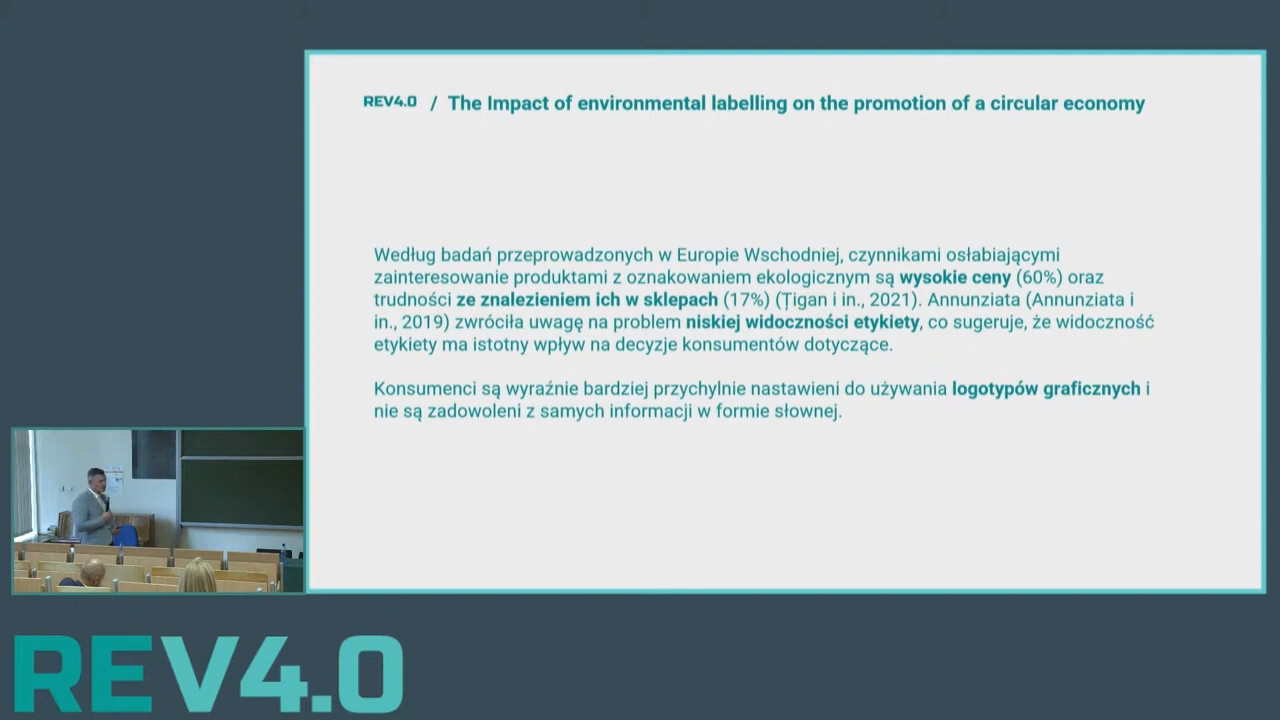 REV4.0 / The Impact of environmental labelling on the promotion of a circular economy
Według badań przeprowadzonych w Europie Wschodniej, czynnikami osłabiającymi
zainteresowanie produktami z oznakowaniem ekologicznym są wysokie ceny (60%) oraz
trudności ze znalezieniem ich w sklepach (17%) (Țigan i in., 2021). Annunziata (Annunziata i
in., 2019) zwróciła uwagę na problem niskiej widoczności etykiety, co sugeruje, że widoczność
etykiety ma istotny wpływ na decyzje konsumentów dotyczące.
Konsumenci są wyraźnie bardziej przychylnie nastawieni do używania logotypów graficznych i
nie są zadowoleni z samych informacji w formie słownej.
REV4.0